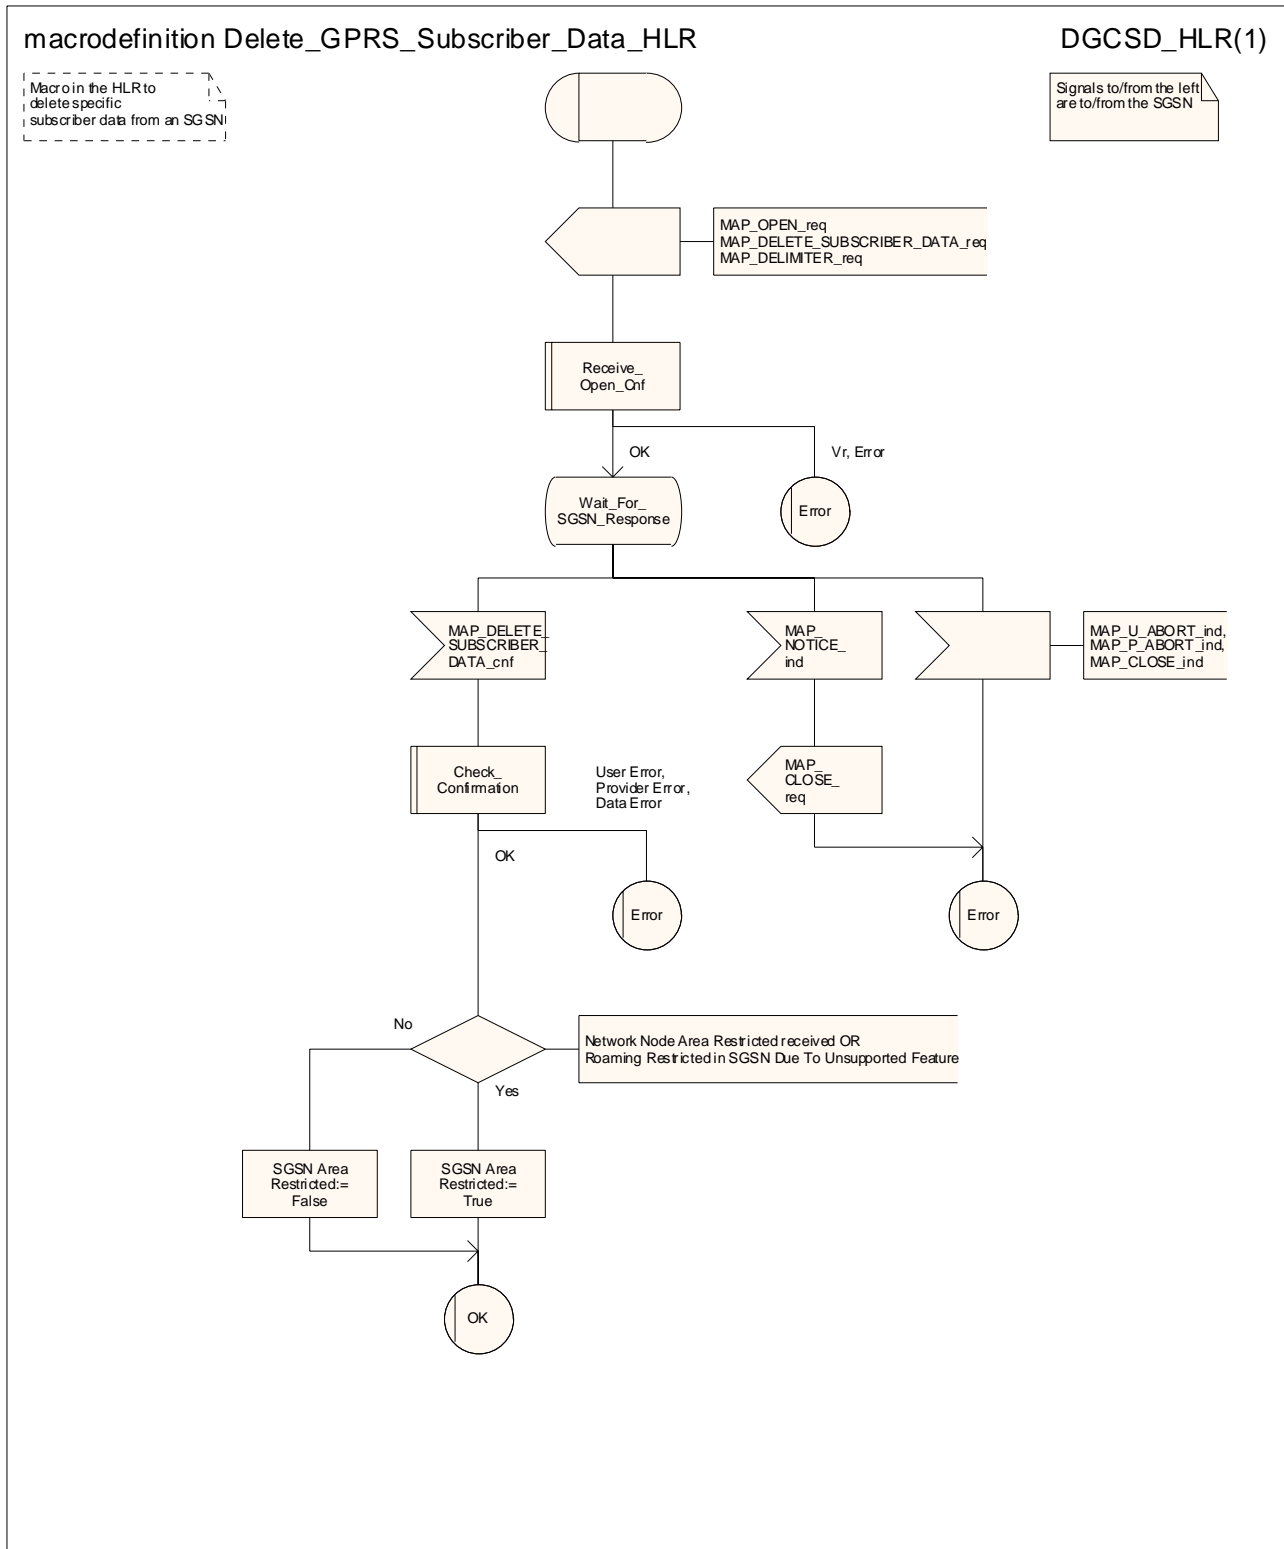 macrodefinition Delete_GPRS_Subscriber_Data_HLR
DGCSD_HLR(1)
Macro in the HLR to
delete specific
subscriber data from an SGSN
Signals to/from the left
are to/from the SGSN
MAP_OPEN_req
MAP_DELETE_SUBSCRIBER_DATA_req
MAP_DELIMITER_req
Receive_
Open_Cnf
OK
Vr, Error
Wait_For_
SGSN_Response
Error
MAP_DELETE_
SUBSCRIBER_
DATA_cnf
MAP_
NOTICE_
ind
MAP_U_ABORT_ind,
MAP_P_ABORT_ind,
MAP_CLOSE_ind
Check_
Confirmation
User Error,
Provider Error,
Data Error
MAP_
CLOSE_
req
OK
Error
Error
No
Network Node Area Restricted received OR
Roaming Restricted in SGSN Due To Unsupported Feature
Yes
SGSN Area
Restricted:=
False
SGSN Area
Restricted:=
True
OK